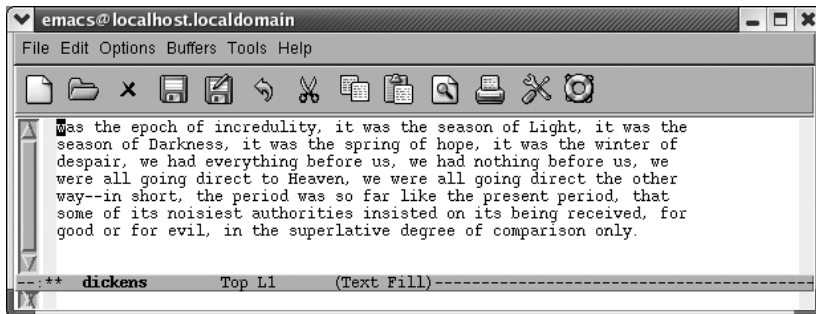 emacs@localhost.localdomain
File Edit Options Buffers Tools Help
was the epoch of incredulity, it was the season of Light, it was the
season of Darkness, it was the spring of hope, it was the winter of
despair, we had everything before us, we had nothing before us, we
were all going direct to Heaven, we were all going direct the other
way--in short, the period was so far like the present period, that
some of its noisiest authorities insisted on its being received, for
good or for evil, in the superlative degree of comparison only.
--:** dickens Top L1 (Text Fill)----------------------------------------